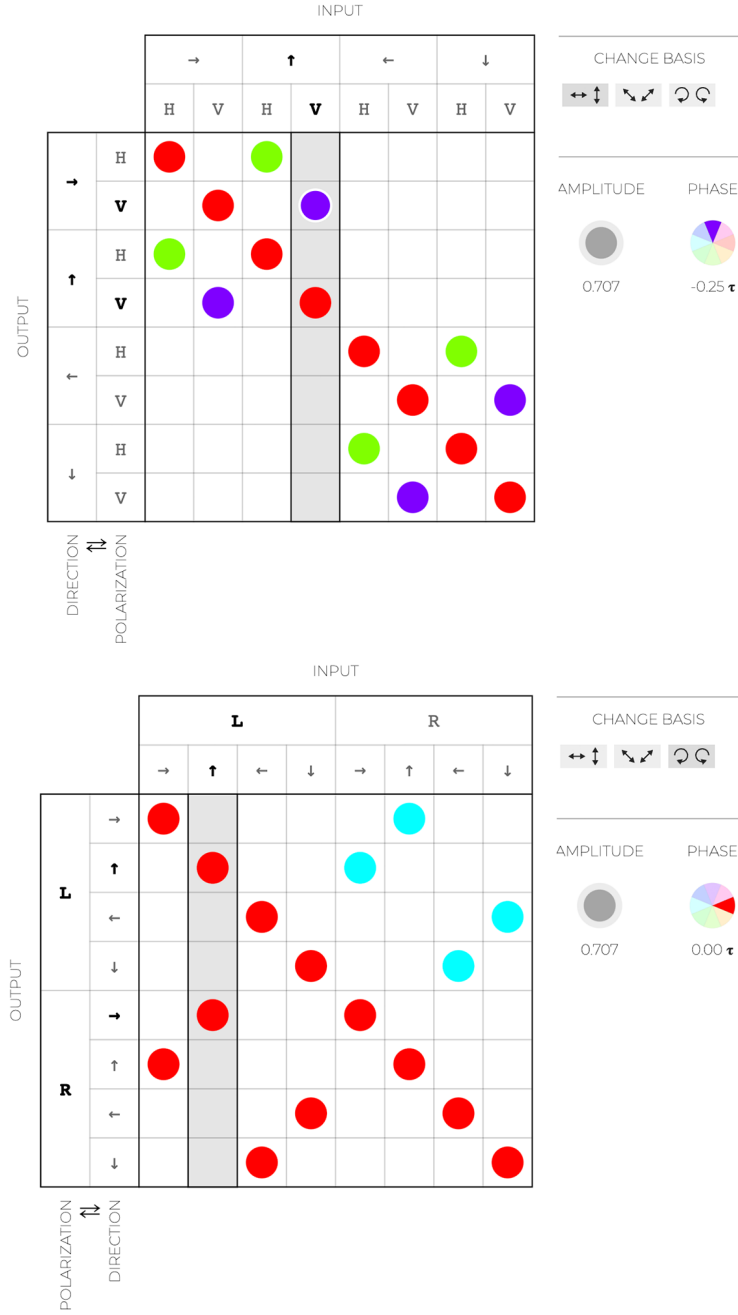 INPUT
→ ↑ ← ↓
H V H V H V H V
CHANGE BASIS
AMPLITUDE PHASE
0.707 -0.25 τ
→ H
V
↑ H
V
← H
V
↓ H
V
OUTPUT
DIRECTION ⇄ POLARIZATION
INPUT
L R
→ ↑ ← ↓ → ↑ ← ↓
CHANGE BASIS
AMPLITUDE PHASE
0.707 0.00 τ
L →
↑
←
↓
R →
↑
←
↓
OUTPUT
POLARIZATION ⇄ DIRECTION